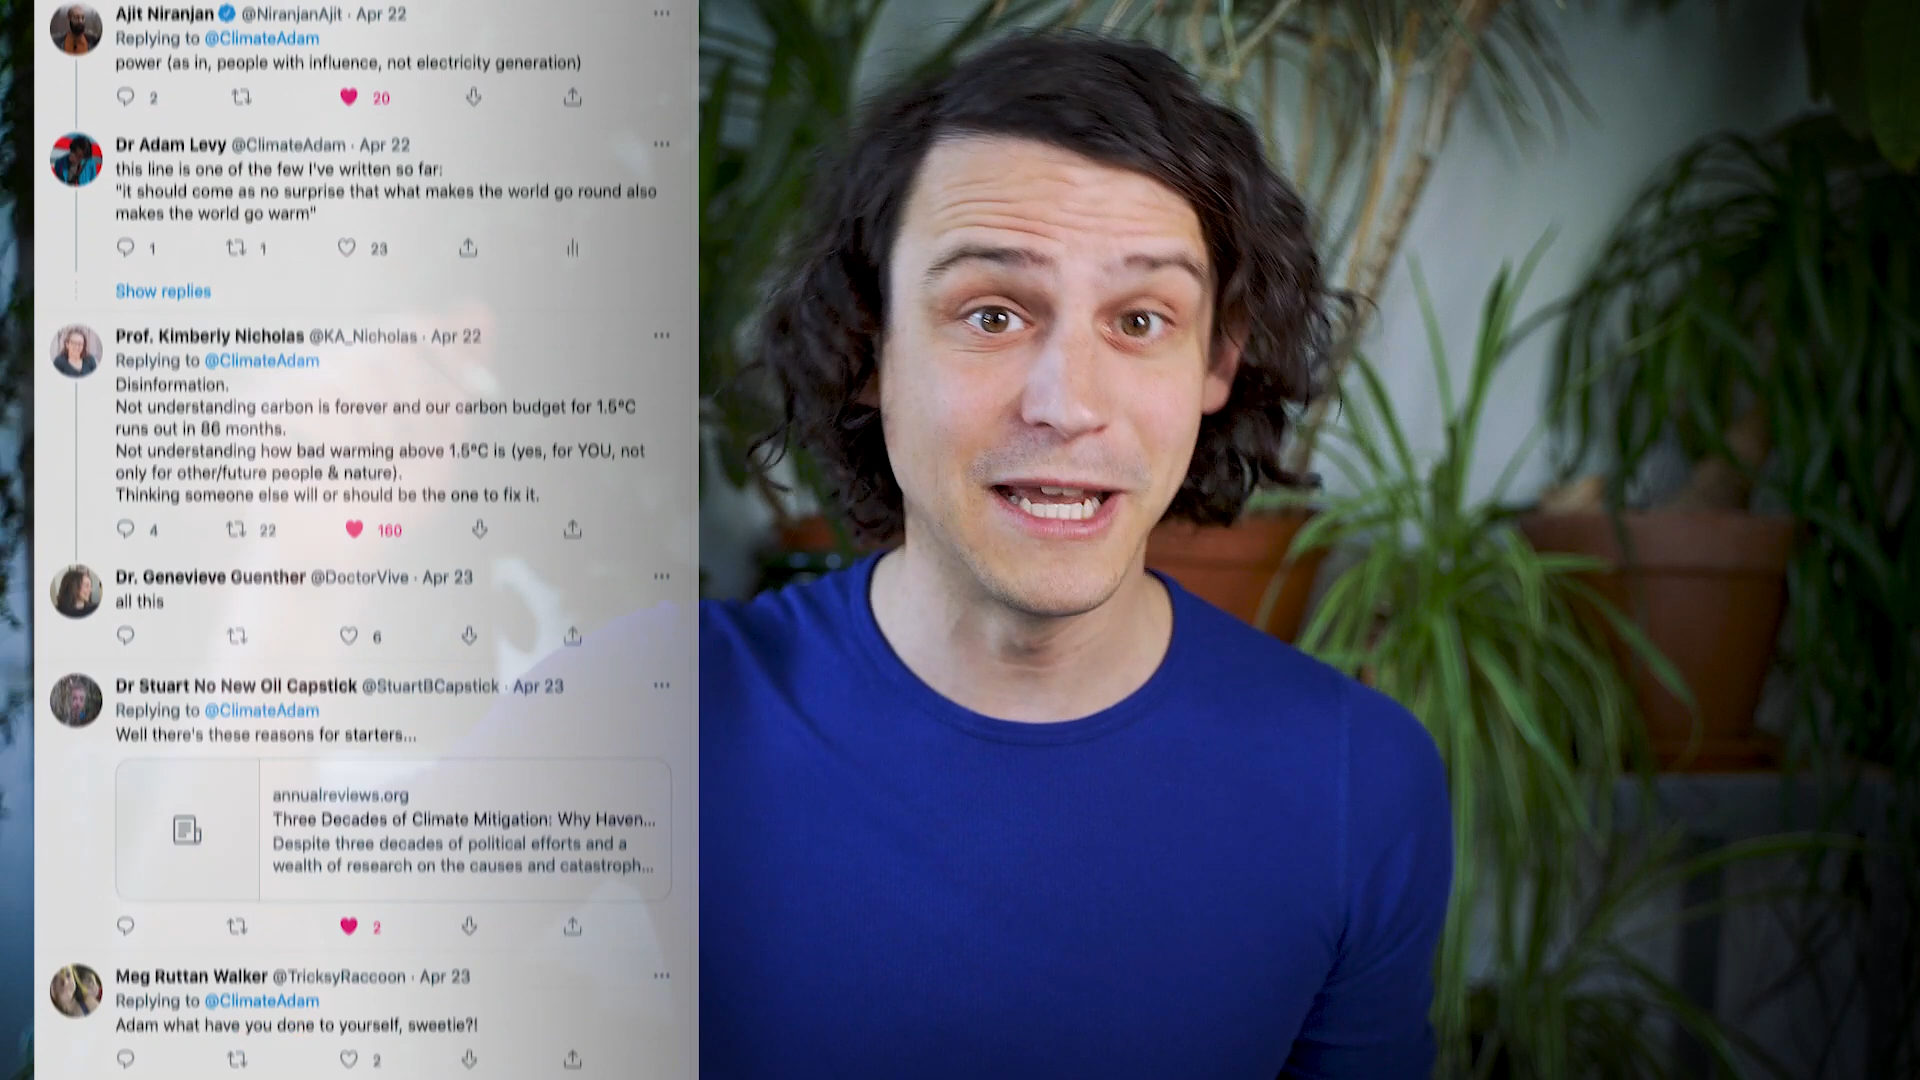 Ajit Niranjan @NiranjanAjit · Apr 22
Replying to @ClimateAdam
power (as in, people with influence, not electricity generation)
2 20
Dr Adam Levy @ClimateAdam · Apr 22
this line is one of the few I've written so far:
"it should come as no surprise that what makes the world go round also
makes the world go warm"
1 1 23
Show replies
Prof. Kimberly Nicholas @KA_Nicholas · Apr 22
Replying to @ClimateAdam
Disinformation.
Not understanding carbon is forever and our carbon budget for 1.5°C
runs out in 86 months.
Not understanding how bad warming above 1.5°C is (yes, for YOU, not
only for other/future people & nature).
Thinking someone else will or should be the one to fix it.
4 22 160
Dr. Genevieve Guenther @DoctorVive · Apr 23
all this
6
Dr Stuart No New Oil Capstick @StuartBCapstick · Apr 23
Replying to @ClimateAdam
Well there's these reasons for starters...
annualreviews.org
Three Decades of Climate Mitigation: Why Haven...
Despite three decades of political efforts and a
wealth of research on the causes and catastroph...
2
Meg Ruttan Walker @TricksyRaccoon · Apr 23
Replying to @ClimateAdam
Adam what have you done to yourself, sweetie?!
2